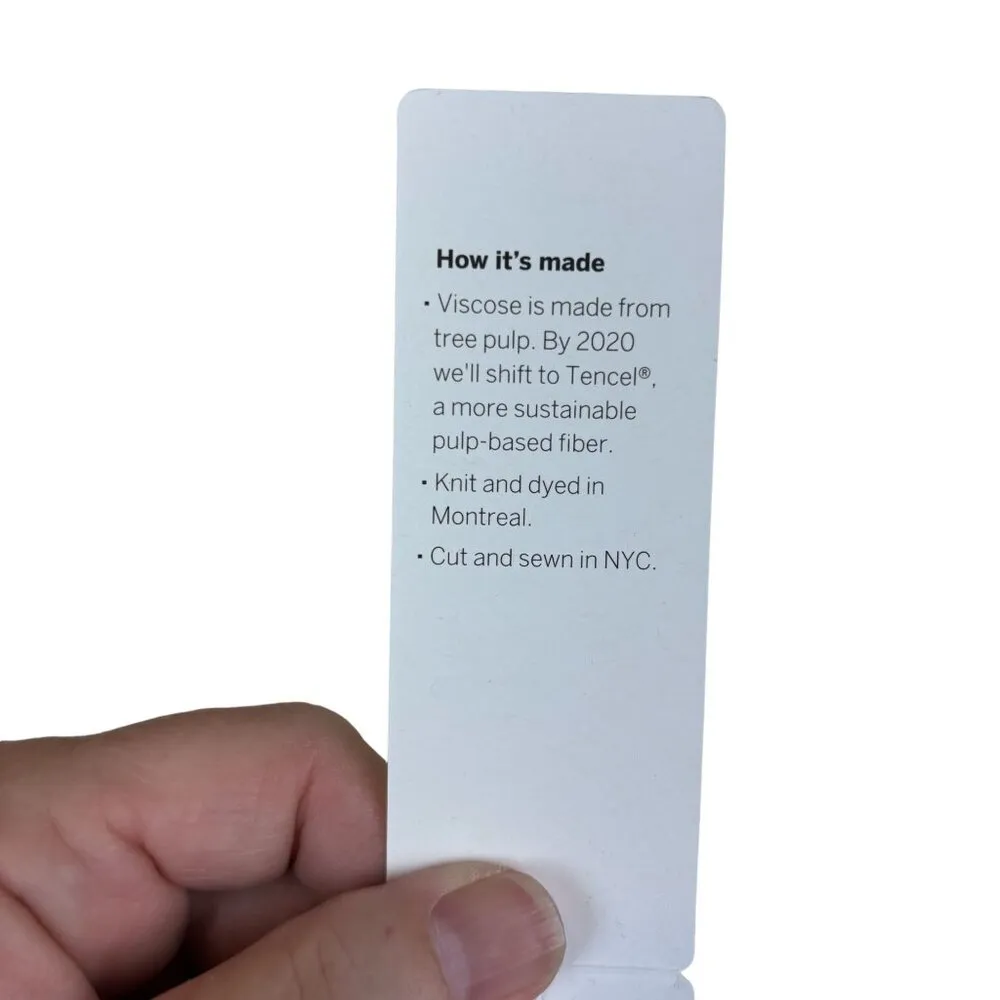 How it's made
· Viscose is made from
tree pulp. By 2020
we'll shift to Tencel®,
a more sustainable
pulp-based fiber.
· Knit and dyed in
Montreal.
· Cut and sewn in NYC.